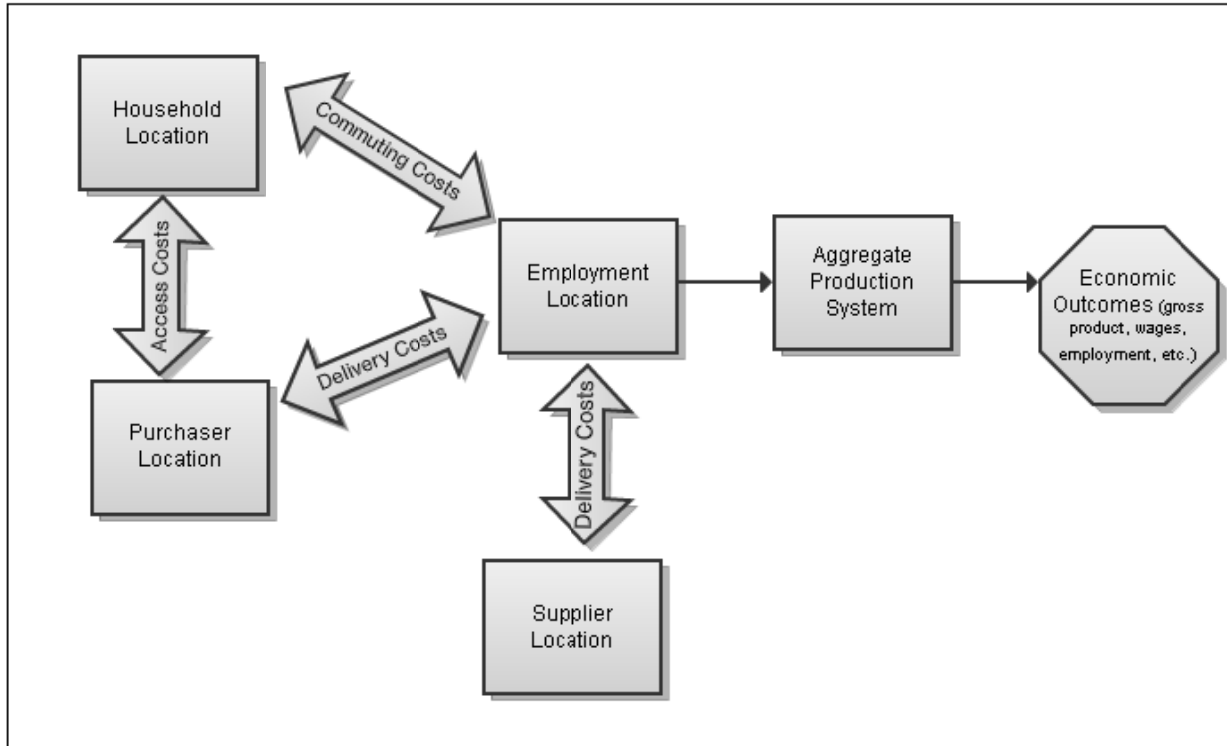 Household
Location
Commuting Costs
Access Costs
Employment
Location
Aggregate
Production
System
Economic
Outcomes (gross
product, wages,
employment, etc.)
Delivery Costs
Purchaser
Location
Delivery Costs
Supplier
Location